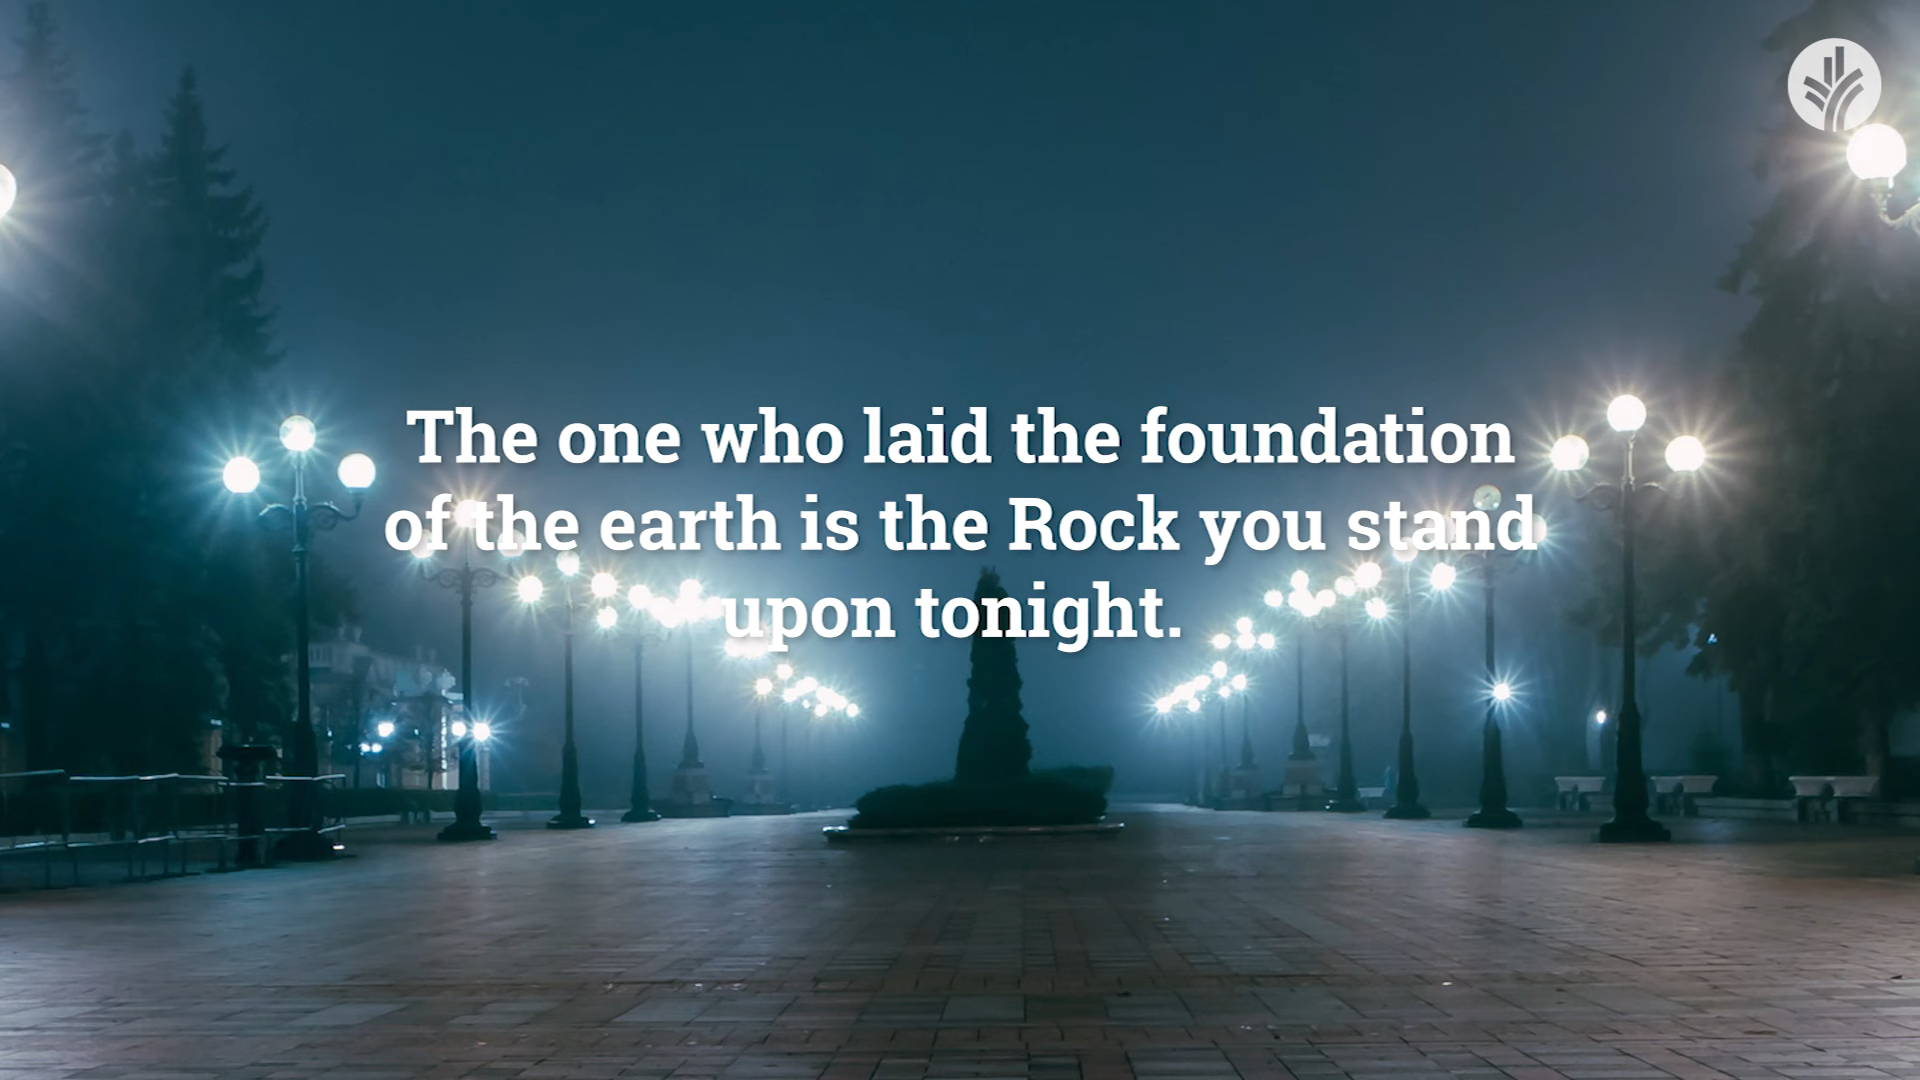 The one who laid the foundation
of the earth is the Rock you stand
upon tonight.